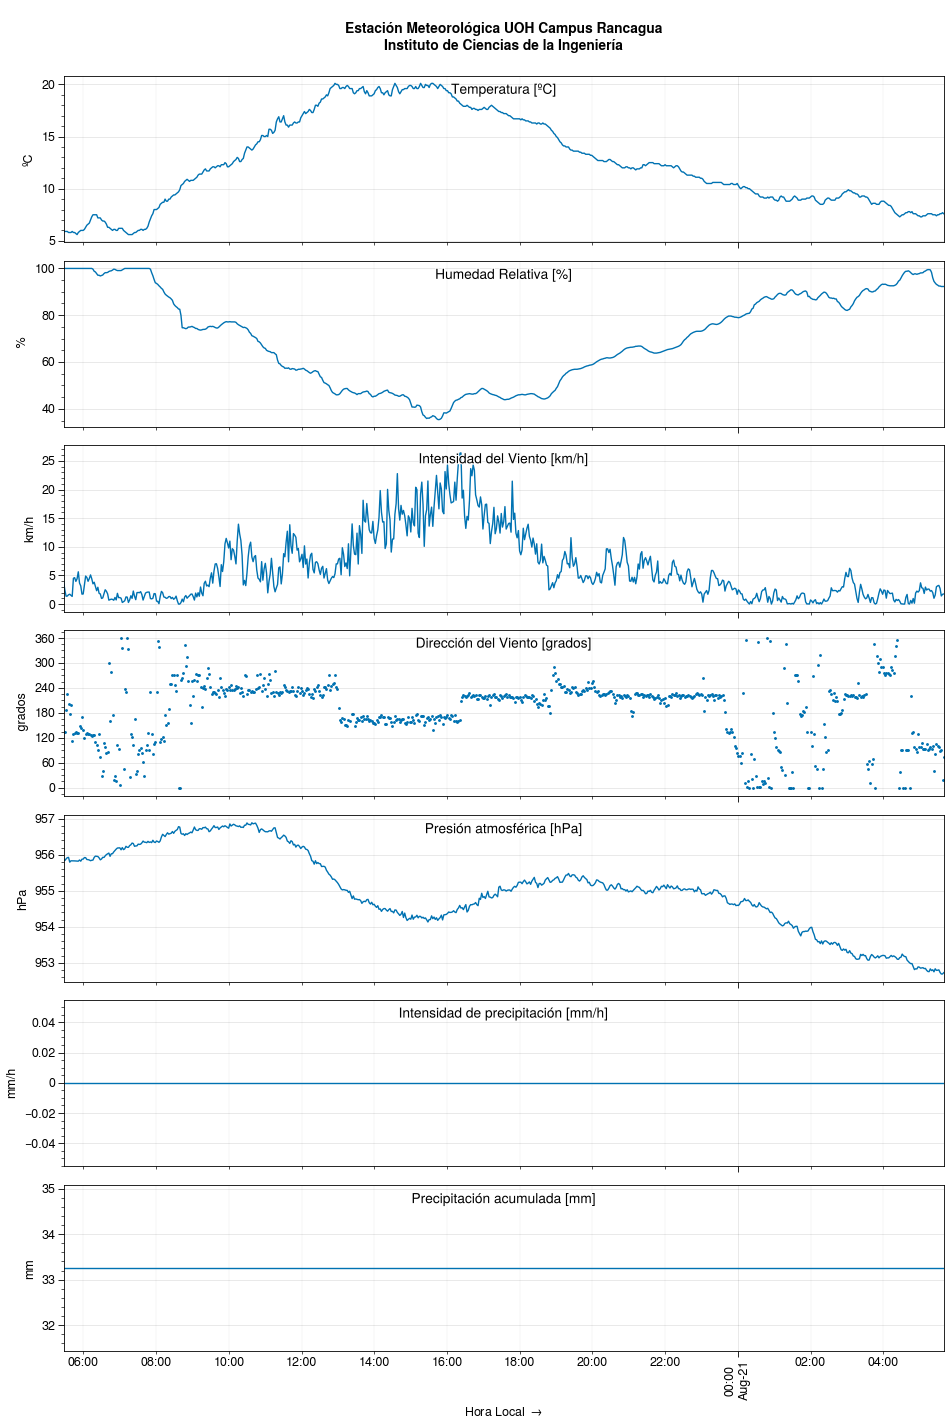 Estación Meteorológica UOH Campus Rancagua
Instituto de Ciencias de la Ingeniería
Temperatura [ºC]
ºC
20
15
10
5
Humedad Relativa [%]
%
100
80
60
40
Intensidad del Viento [km/h]
km/h
25
20
15
10
5
0
Dirección del Viento [grados]
grados
360
300
240
180
120
60
0
Presión atmosférica [hPa]
hPa
957
956
955
954
953
Intensidad de precipitación [mm/h]
mm/h
0.04
0.02
0
−0.02
−0.04
Precipitación acumulada [mm]
mm
35
34
33
32
06:00 08:00 10:00 12:00 14:00 16:00 18:00 20:00 22:00 00:00 02:00 04:00
Aug-21
Hora Local →